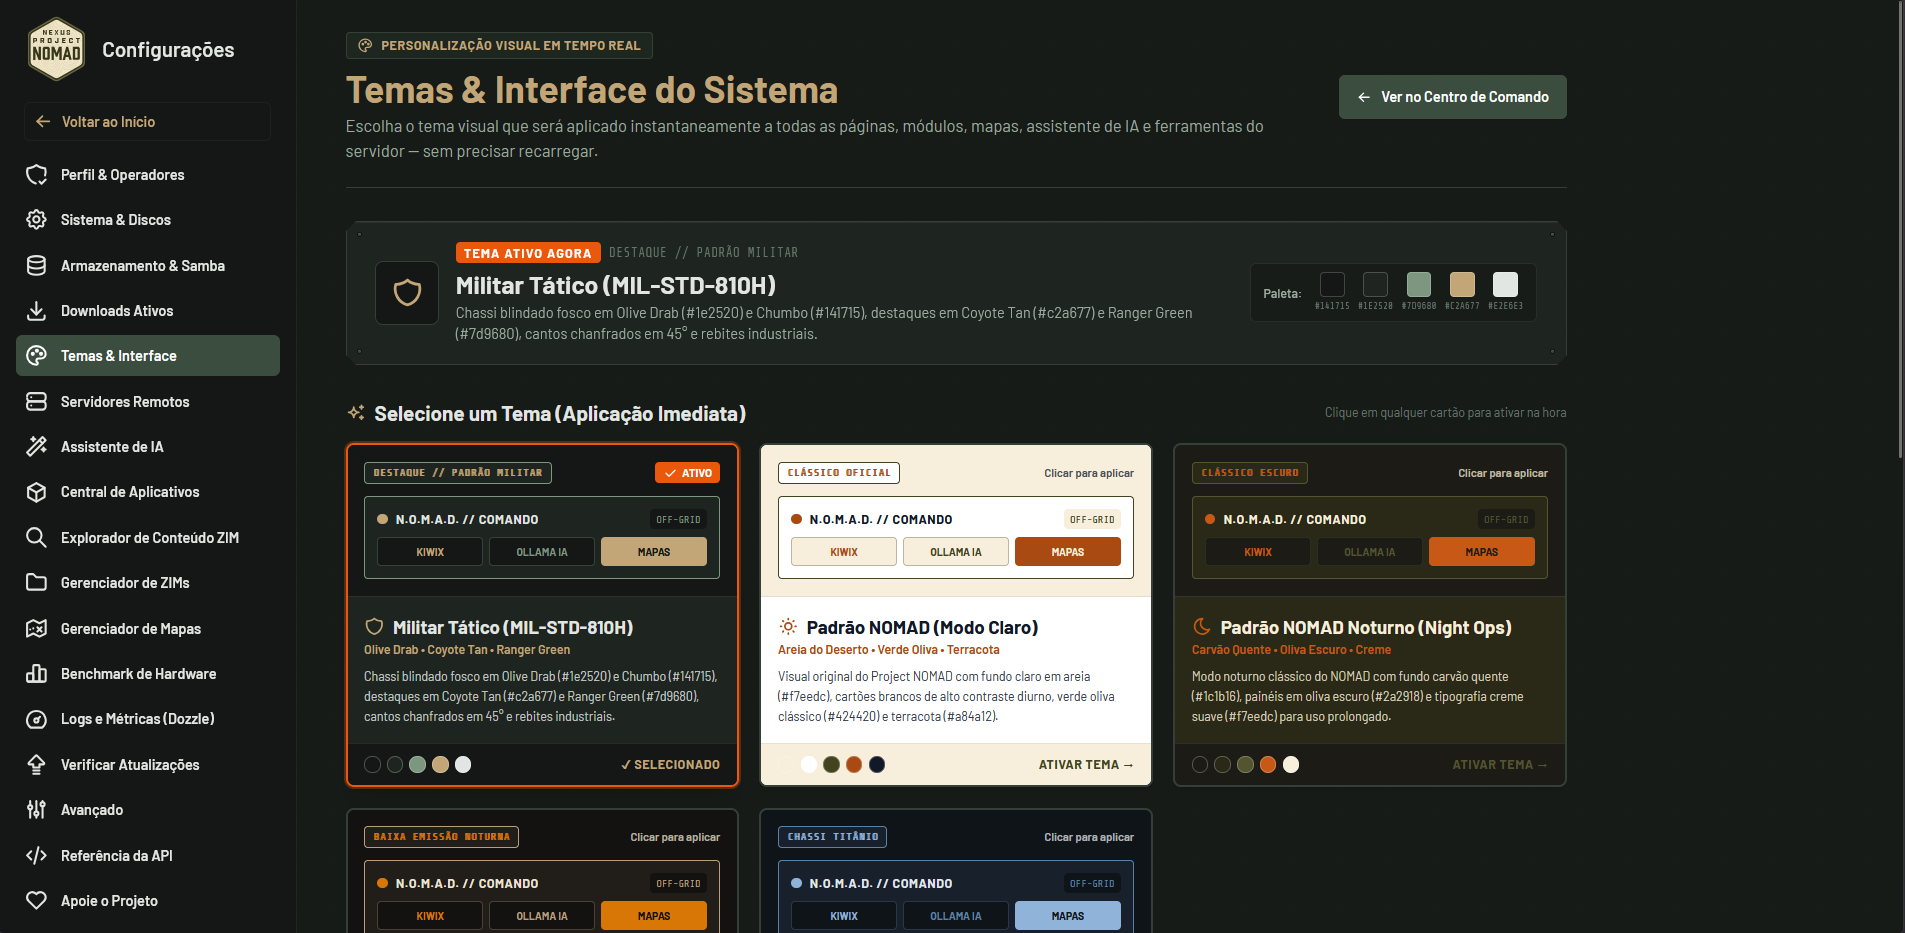 NEXUS
PROJECT
NOMAD
Configurações
Voltar ao Início
Perfil & Operadores
Sistema & Discos
Armazenamento & Samba
Downloads Ativos
Temas & Interface
Servidores Remotos
Assistente de IA
Central de Aplicativos
Explorador de Conteúdo ZIM
Gerenciador de ZIMs
Gerenciador de Mapas
Benchmark de Hardware
Logs e Métricas (Dozzle)
Verificar Atualizações
Avançado
Referência da API
Apoie o Projeto
PERSONALIZAÇÃO VISUAL EM TEMPO REAL
Temas & Interface do Sistema
Escolha o tema visual que será aplicado instantaneamente a todas as páginas, módulos, mapas, assistente de IA e ferramentas do
servidor — sem precisar recarregar.
← Ver no Centro de Comando
TEMA ATIVO AGORA DESTAQUE // PADRÃO MILITAR
Militar Tático (MIL-STD-810H)
Chassi blindado fosco em Olive Drab (#1e2520) e Chumbo (#141715), destaques em Coyote Tan (#c2a677) e Ranger Green
(#7d9680), cantos chanfrados em 45° e rebites industriais.
Paleta:
#141715 #1E2520 #7D9680 #C2A677 #E2E6E3
Selecione um Tema (Aplicação Imediata)
Clique em qualquer cartão para ativar na hora
DESTAQUE // PADRÃO MILITAR
✓ ATIVO
N.O.M.A.D. // COMANDO
OFF-GRID
KIWIX OLLAMA IA MAPAS
Militar Tático (MIL-STD-810H)
Olive Drab • Coyote Tan • Ranger Green
Chassi blindado fosco em Olive Drab (#1e2520) e Chumbo (#141715),
destaques em Coyote Tan (#c2a677) e Ranger Green (#7d9680),
cantos chanfrados em 45° e rebites industriais.
✓ SELECIONADO
CLÁSSICO OFICIAL
Clicar para aplicar
N.O.M.A.D. // COMANDO
OFF-GRID
KIWIX OLLAMA IA MAPAS
Padrão NOMAD (Modo Claro)
Areia do Deserto • Verde Oliva • Terracota
Visual original do Project NOMAD com fundo claro em areia
(#f7eedc), cartões brancos de alto contraste diurno, verde oliva
clássico (#424420) e terracota (#a84a12).
ATIVAR TEMA →
CLÁSSICO ESCURO
Clicar para aplicar
N.O.M.A.D. // COMANDO
OFF-GRID
KIWIX OLLAMA IA MAPAS
Padrão NOMAD Noturno (Night Ops)
Carvão Quente • Oliva Escuro • Creme
Modo noturno clássico do NOMAD com fundo carvão quente
(#1c1b16), painéis em oliva escuro (#2a2918) e tipografia creme
suave (#f7eedc) para uso prolongado.
ATIVAR TEMA →
BAIXA EMISSÃO NOTURNA
Clicar para aplicar
N.O.M.A.D. // COMANDO
OFF-GRID
KIWIX OLLAMA IA MAPAS
CHASSI TITÂNIO
Clicar para aplicar
N.O.M.A.D. // COMANDO
OFF-GRID
KIWIX OLLAMA IA MAPAS